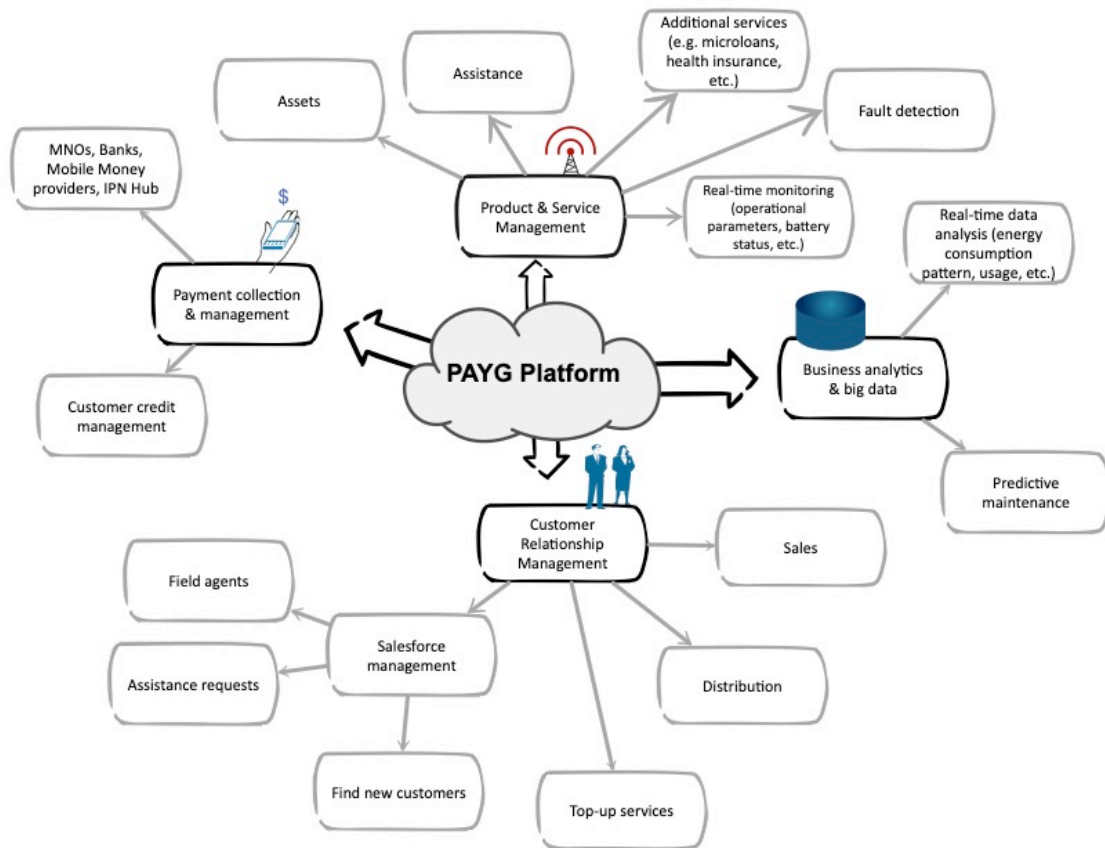 Additional services
(e.g. microloans,
health insurance,
etc.)
Assistance
Assets
Fault detection
MNOs, Banks,
Mobile Money
providers, IPN Hub
$
Product & Service
Management
Real-time monitoring
(operational
parameters, battery
status, etc.)
Real-time data
analysis (energy
consumption
pattern, usage, etc.)
Payment collection
& management
PAYG Platform
Business analytics
& big data
Customer credit
management
Predictive
maintenance
Customer
Relationship
Management
Sales
Field agents
Salesforce
management
Assistance requests
Distribution
Find new customers
Top-up services